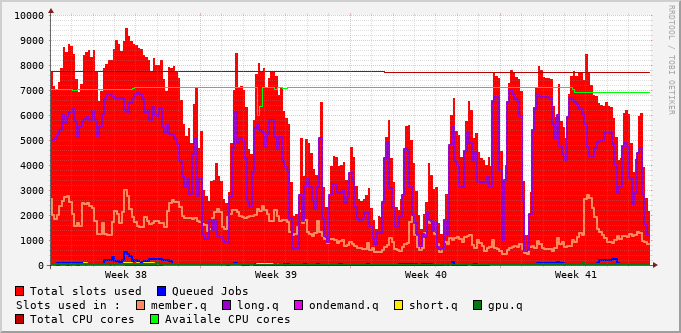 10000
9000
8000
7000
6000
5000
4000
3000
2000
1000
0
Week 38 Week 39 Week 40 Week 41
Total slots used Queued Jobs
Slots used in : member.q long.q ondemand.q short.q gpu.q
Total CPU cores Availale CPU cores
RRDTOOL / TOBI OETIKER